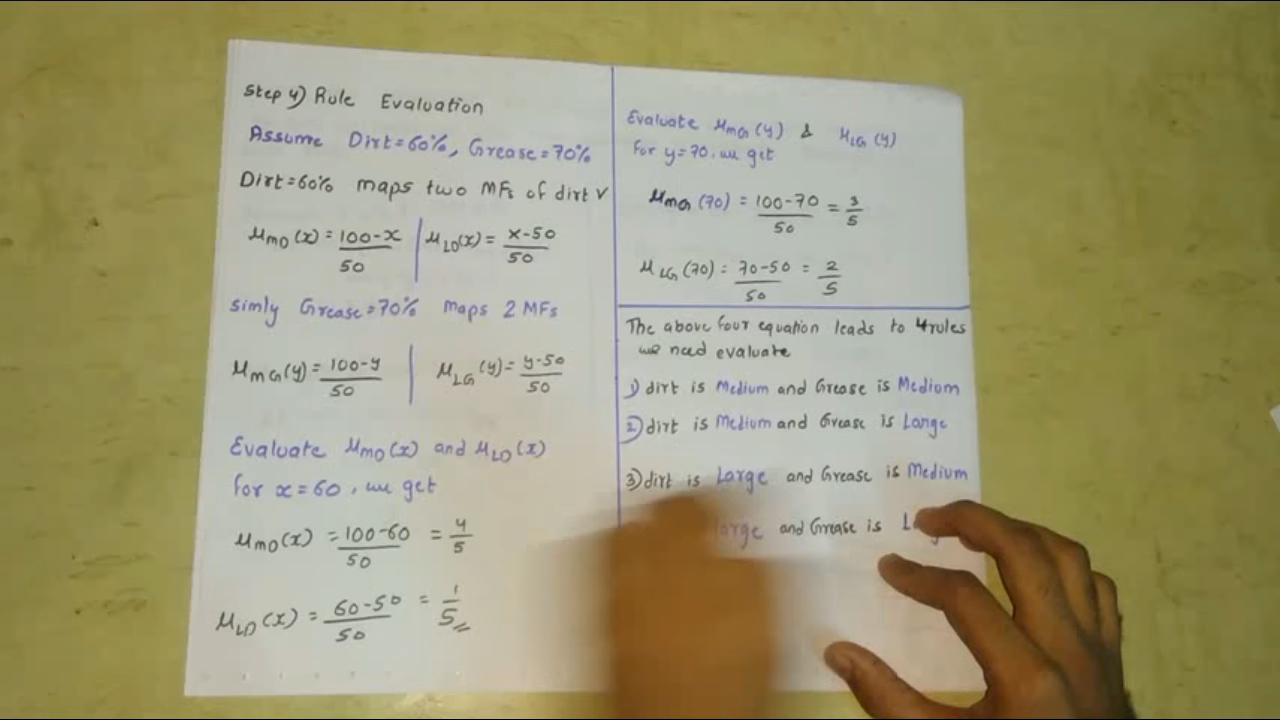 Step 4) Rule Evaluation
Assume Dirt=60%, Grease=70%
Dirt=60% maps two MFs of dirt
μMD(x) = 100-x / 50 | μLD(x) = x-50 / 50
simly Grease=70% maps 2 MFs
μMG(y) = 100-y / 50 | μLG(y) = y-50 / 50
Evaluate μMD(x) and μLD(x)
for x=60, we get
μMD(x) = 100-60 / 50 = 4/5
μLD(x) = 60-50 / 50 = 1/5
Evaluate μMG(y) & μLG(y)
for y=70, we get
μMG(70) = 100-70 / 50 = 3/5
μLG(70) = 70-50 / 50 = 2/5
The above four equation leads to 4 rules
we need evaluate
1) dirt is Medium and Grease is Medium
2) dirt is Medium and Grease is Large
3) dirt is Large and Grease is Medium
and Grease is